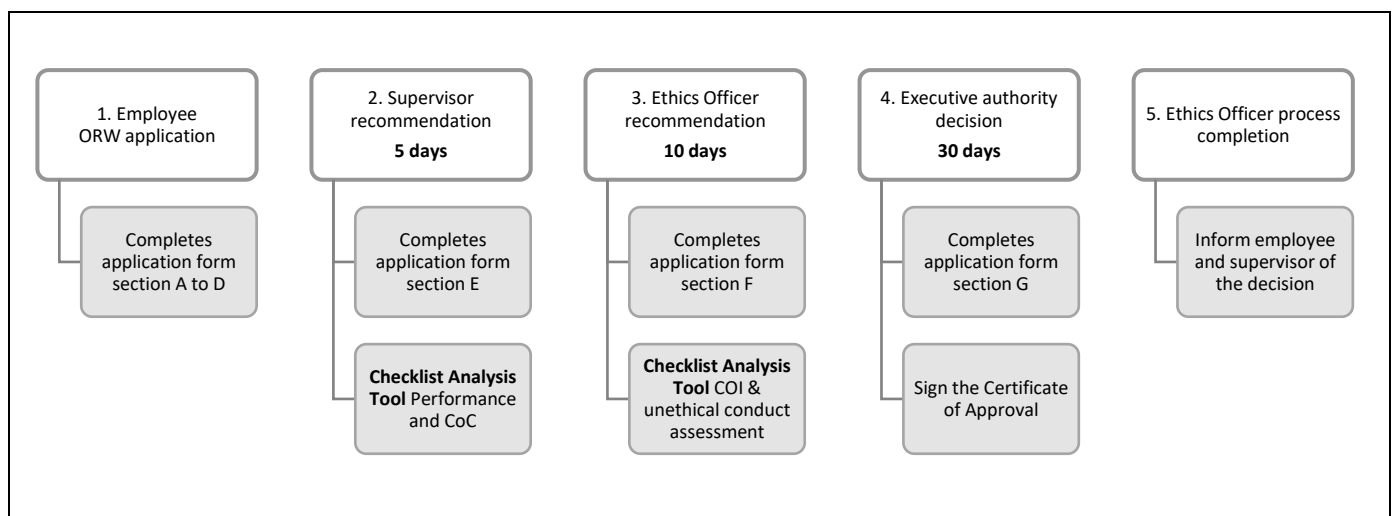 1. Employee
ORW application
Completes
application form
section A to D
2. Supervisor
recommendation
5 days
Completes
application form
section E
Checklist Analysis
Tool Performance
and CoC
3. Ethics Officer
recommendation
10 days
Completes
application form
section F
Checklist Analysis
Tool COI &
unethical conduct
assessment
4. Executive authority
decision
30 days
Completes
application form
section G
Sign the Certificate
of Approval
5. Ethics Officer process
completion
Inform employee
and supervisor of
the decision